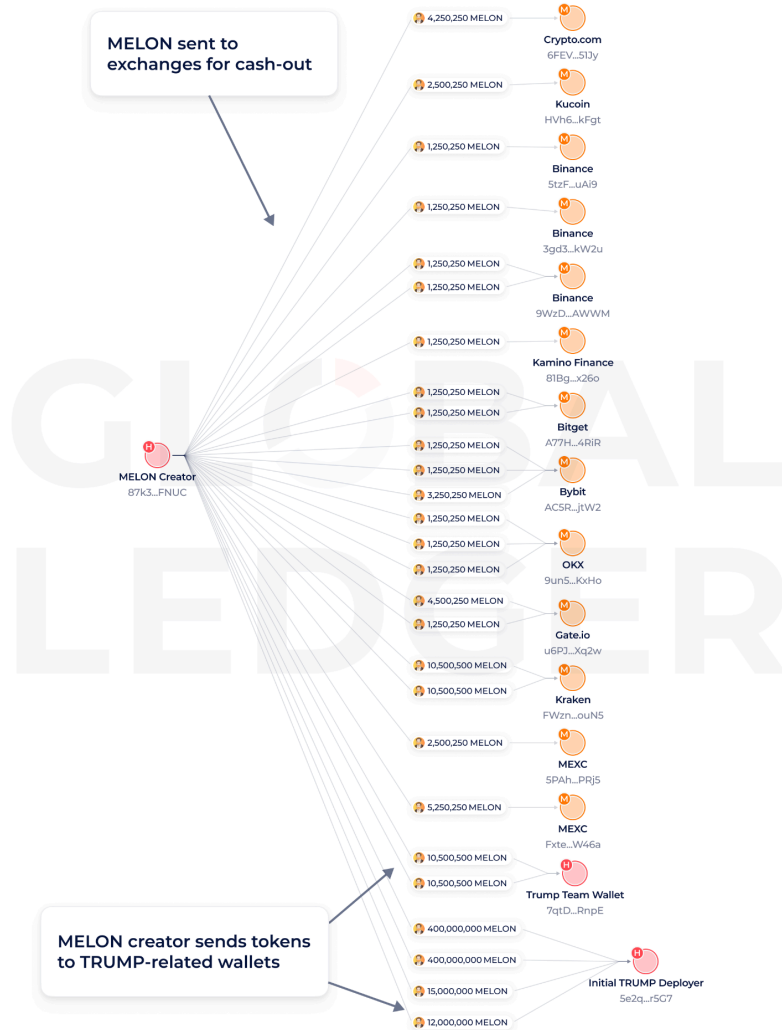 MELON sent to
exchanges for cash-out
MELON creator sends tokens
to TRUMP-related wallets
GLOBAL
LEDGER
H
MELON Creator
87k3...FNUC
4,250,250 MELON
M
Crypto.com
6FEV...51Jy
2,500,250 MELON
M
Kucoin
HVh6...kFgt
1,250,250 MELON
M
Binance
5tzF...uAi9
1,250,250 MELON
M
Binance
3gd3...kW2u
1,250,250 MELON
1,250,250 MELON
M
Binance
9WzD...AWWM
1,250,250 MELON
M
Kamino Finance
81Bg...x26o
1,250,250 MELON
1,250,250 MELON
M
Bitget
A77H...4RiR
1,250,250 MELON
1,250,250 MELON
3,250,250 MELON
M
Bybit
AC5R...jtW2
1,250,250 MELON
1,250,250 MELON
1,250,250 MELON
M
OKX
9un5...KxHo
4,500,250 MELON
1,250,250 MELON
M
Gate.io
u6PJ...Xq2w
10,500,500 MELON
10,500,500 MELON
M
Kraken
FWzn...ouN5
2,500,250 MELON
M
MEXC
5PAh...PRj5
5,250,250 MELON
M
MEXC
Fxte...W46a
10,500,500 MELON
10,500,500 MELON
H
Trump Team Wallet
7qtD...RnpE
400,000,000 MELON
400,000,000 MELON
15,000,000 MELON
12,000,000 MELON
H
Initial TRUMP Deployer
5e2q...r5G7